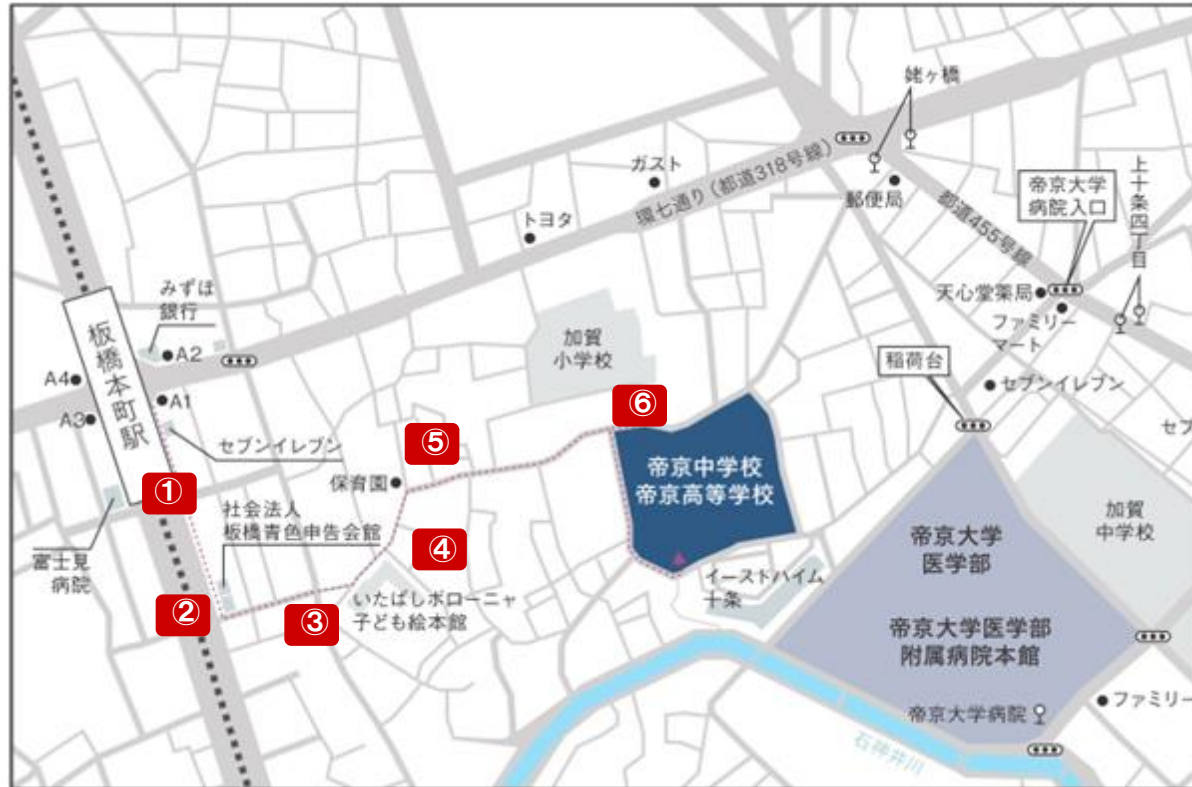 姥ヶ橋
ガスト
環七通り（都道318号線）
郵便局
トヨタ
都道455号線
帝京大学
病院入口
上十条四丁目
みずほ
銀行
天心堂薬局
ファミリー
マート
板橋本町駅
A2
A4
A1
A3
加賀
小学校
稲荷台
セブンイレブン
セブ
⑥
セブンイレブン
⑤
保育園
帝京中学校
帝京高等学校
①
社会法人
板橋青色申告会館
加賀
中学校
④
帝京大学
医学部
富士見
病院
イーストハイム
十条
②
③
いたばしボローニャ
子ども絵本館
帝京大学医学部
附属病院本館
帝京大学病院
ファミリー
石神井川